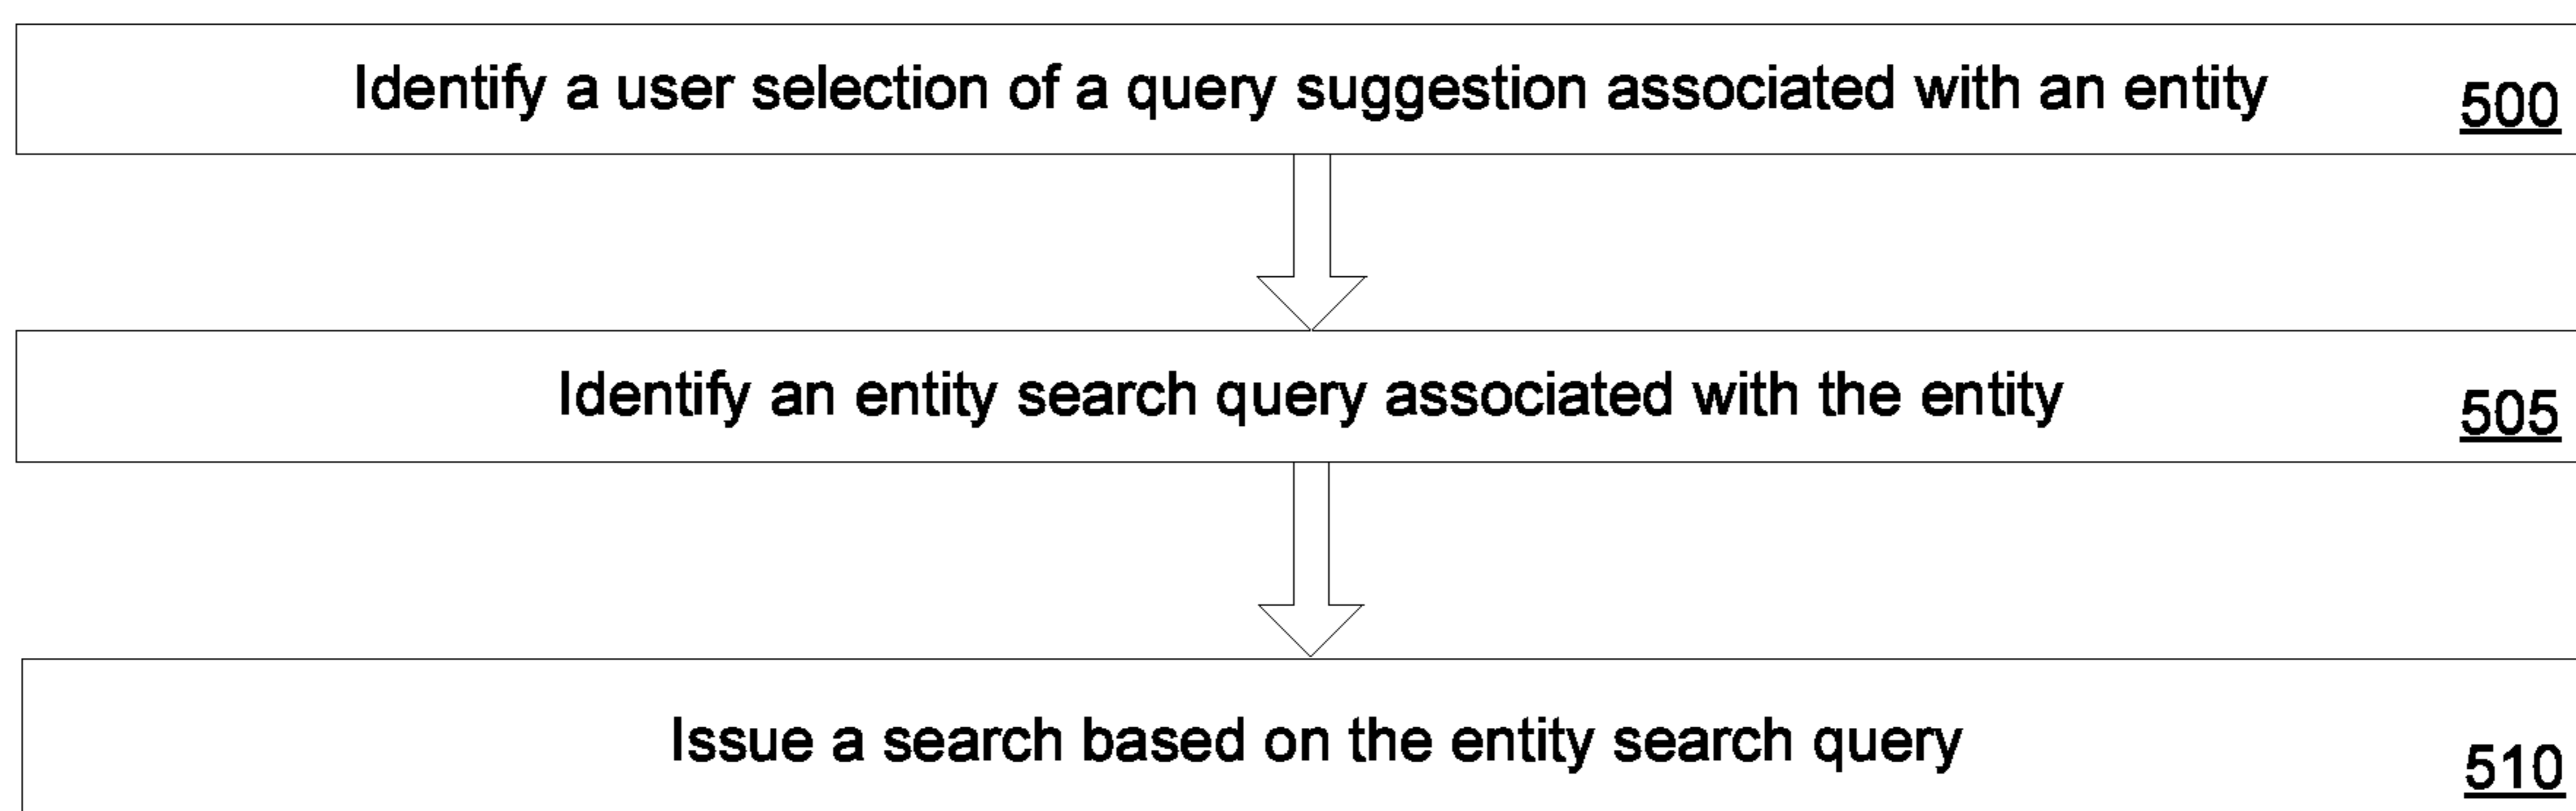 Identify a user selection of a query suggestion associated with an entity 500
Identify an entity search query associated with the entity 505
Issue a search based on the entity search query 510